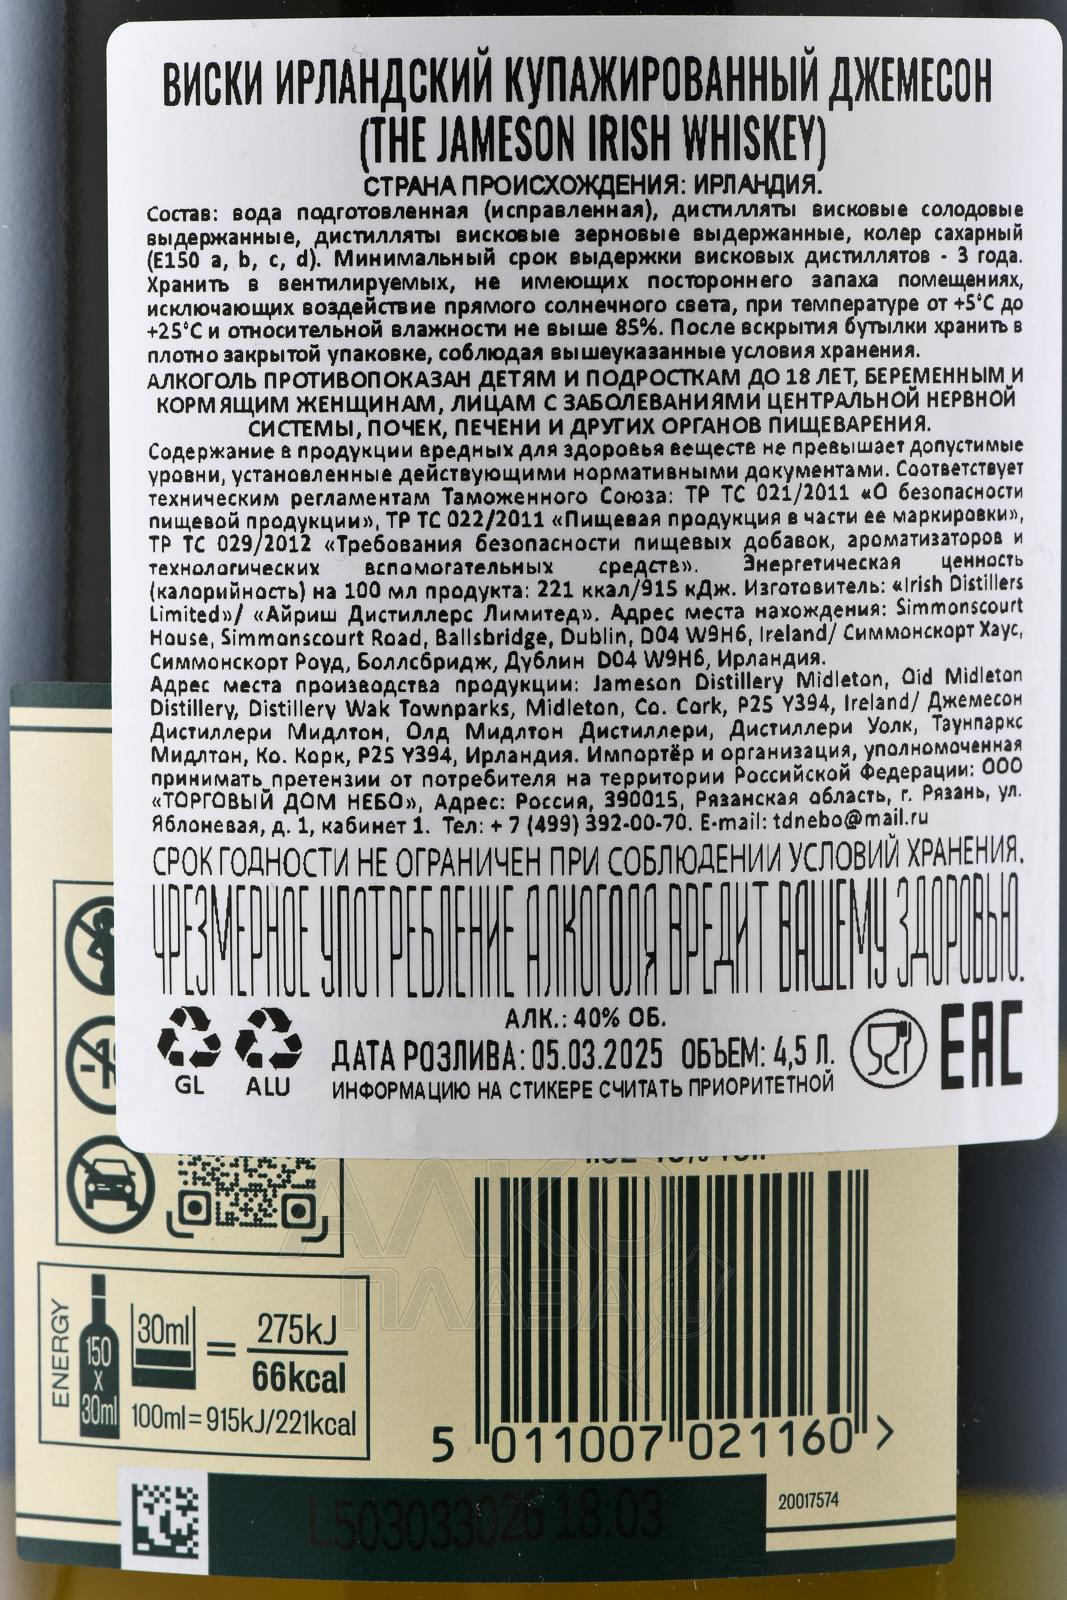 ВИСКИ ИРЛАНДСКИЙ КУПАЖИРОВАННЫЙ ДЖЕМЕСОН
(THE JAMESON IRISH WHISKEY)
СТРАНА ПРОИСХОЖДЕНИЯ: ИРЛАНДИЯ.
Состав: вода подготовленная (исправленная), дистилляты висковые солодовые
выдержанные, дистилляты висковые зерновые выдержанные, колер сахарный
(Е150 a, b, c, d). Минимальный срок выдержки висковых дистиллятов - 3 года.
Хранить в вентилируемых, не имеющих постороннего запаха помещениях,
исключающих воздействие прямого солнечного света, при температуре от +5°С до
+25°С и относительной влажности не выше 85%. После вскрытия бутылки хранить в
плотно закрытой упаковке, соблюдая вышеуказанные условия хранения.
АЛКОГОЛЬ ПРОТИВОПОКАЗАН ДЕТЯМ И ПОДРОСТКАМ ДО 18 ЛЕТ, БЕРЕМЕННЫМ И
КОРМЯЩИМ ЖЕНЩИНАМ, ЛИЦАМ С ЗАБОЛЕВАНИЯМИ ЦЕНТРАЛЬНОЙ НЕРВНОЙ
СИСТЕМЫ, ПОЧЕК, ПЕЧЕНИ И ДРУГИХ ОРГАНОВ ПИЩЕВАРЕНИЯ.
Содержание в продукции вредных для здоровья веществ не превышает допустимые
уровни, установленные действующими нормативными документами. Соответствует
техническим регламентам Таможенного Союза: ТР ТС 021/2011 «О безопасности
пищевой продукции», ТР ТС 022/2011 «Пищевая продукция в части ее маркировки»,
ТР ТС 029/2012 «Требования безопасности пищевых добавок, ароматизаторов и
технологических вспомогательных средств». Энергетическая ценность
(калорийность) на 100 мл продукта: 221 ккал/915 кДж. Изготовитель: «Irish Distillers
Limited»/ «Айриш Дистиллерс Лимитед». Адрес места нахождения: Simmonscourt
House, Simmonscourt Road, Ballsbridge, Dublin, D04 W9H6, Ireland/ Симмонскорт Хаус,
Симмонскорт Роуд, Боллсбридж, Дублин D04 W9H6, Ирландия.
Адрес места производства продукции: Jameson Distillery Midleton, Old Midleton
Distillery, Distillery Wak Townparks, Midleton, Co. Cork, P25 Y394, Ireland/ Джемесон
Дистиллери Мидлтон, Олд Мидлтон Дистиллери, Дистиллери Уолк, Таунпаркс
Мидлтон, Ко. Корк, P25 Y394, Ирландия. Импортёр и организация, уполномоченная
принимать претензии от потребителя на территории Российской Федерации: ООО
«ТОРГОВЫЙ ДОМ НЕБО», Адрес: Россия, 390015, Рязанская область, г. Рязань, ул.
Яблоневая, д. 1, кабинет 1. Тел: + 7 (499) 392-00-70. E-mail: tdnebo@mail.ru
СРОК ГОДНОСТИ НЕ ОГРАНИЧЕН ПРИ СОБЛЮДЕНИИ УСЛОВИЙ ХРАНЕНИЯ.
ЧРЕЗМЕРНОЕ УПОТРЕБЛЕНИЕ АЛКОГОЛЯ ВРЕДИТ ВАШЕМУ ЗДОРОВЬЮ.
АЛК.: 40% ОБ.
ДАТА РОЗЛИВА: 05.03.2025 ОБЪЕМ: 4,5 Л.
ИНФОРМАЦИЮ НА СТИКЕРЕ СЧИТАТЬ ПРИОРИТЕТНОЙ
GL ALU
EAC
АЛКО
ПЛАЗА
ENERGY
150
X
30ml
30ml = 275kJ
66kcal
100ml=915kJ/221kcal
5 011007 021160 >
20017574
L503033026 18:03